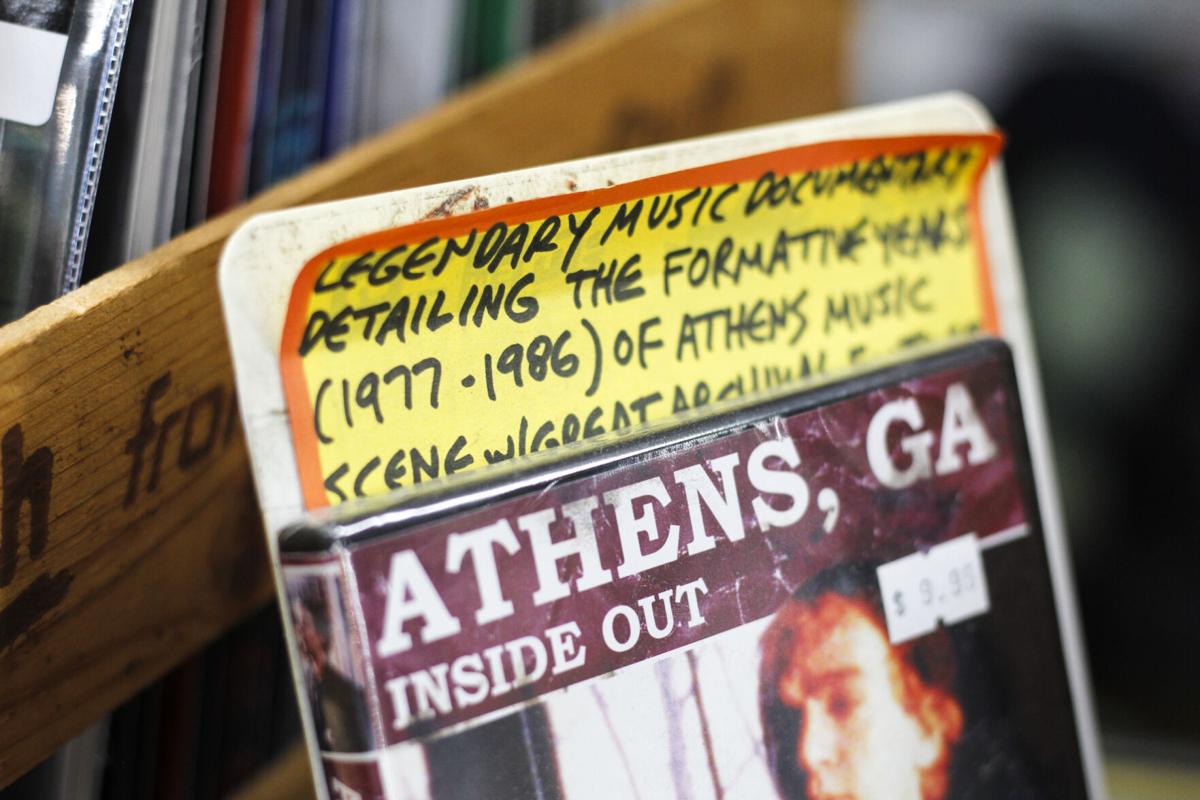 LEGENDARY MUSIC DOCUMENTARY
DETAILING THE FORMATIVE YEARS
(1977-1986) OF ATHENS MUSIC
SCENE W/GREAT ARCHIVAL
ATHENS, GA
INSIDE OUT
$ 9.95
from